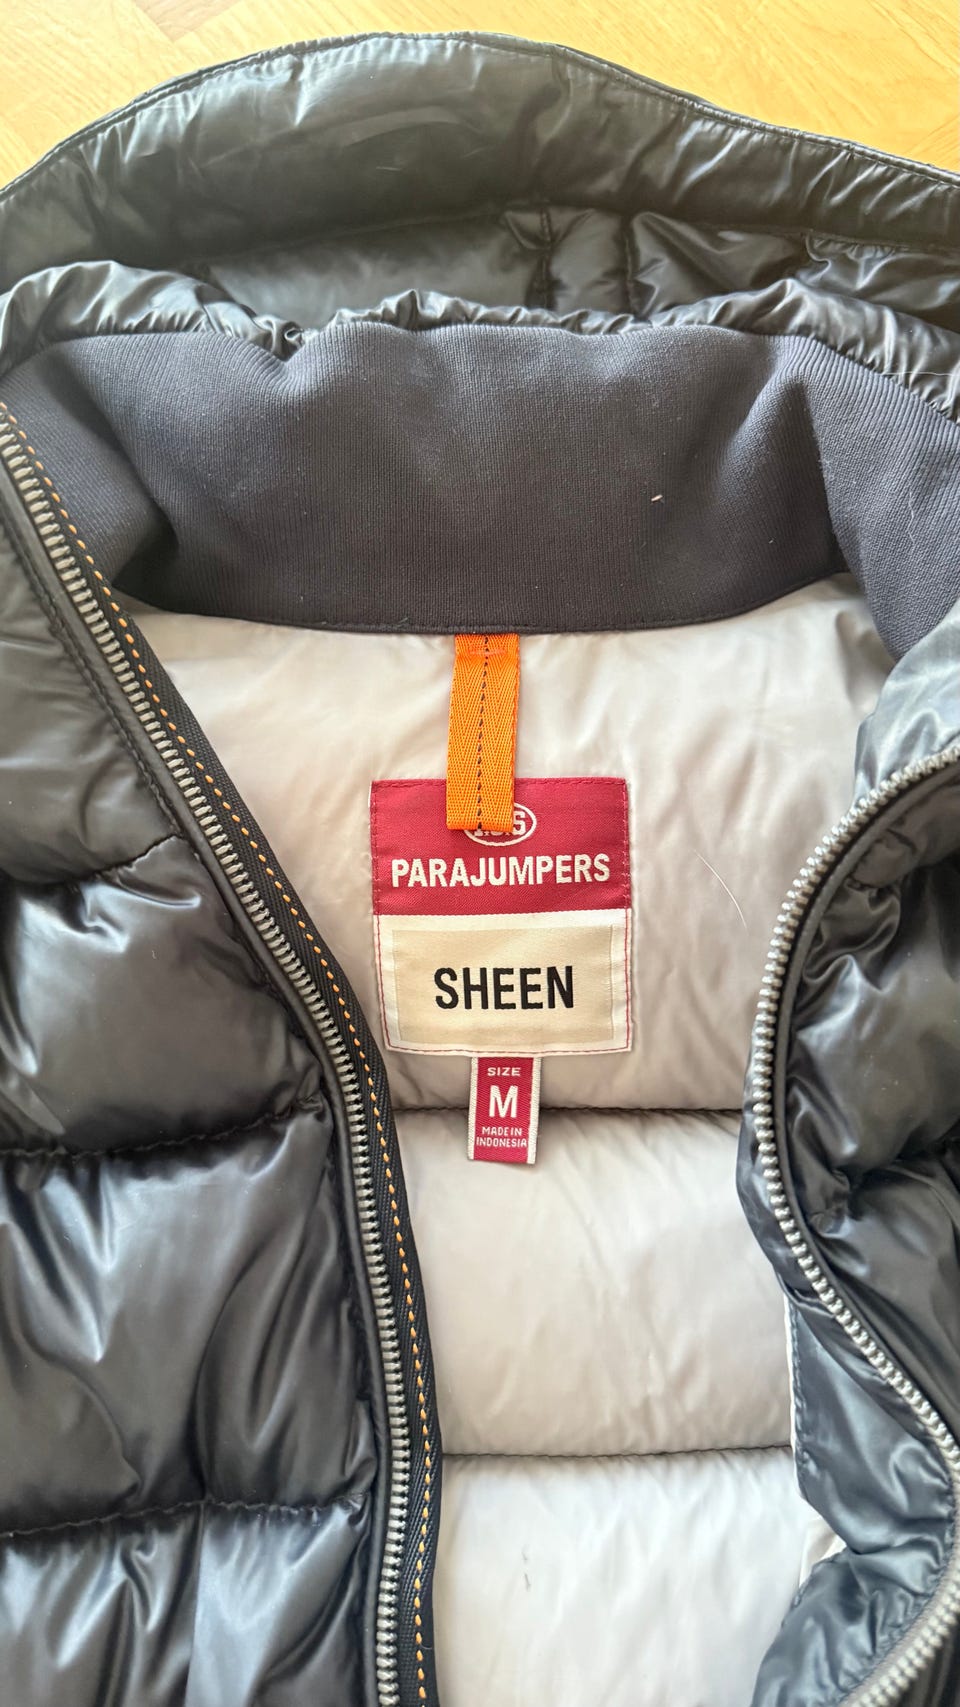 PARAJUMPERS
SHEEN
SIZE
M
MADE IN
INDONESIA